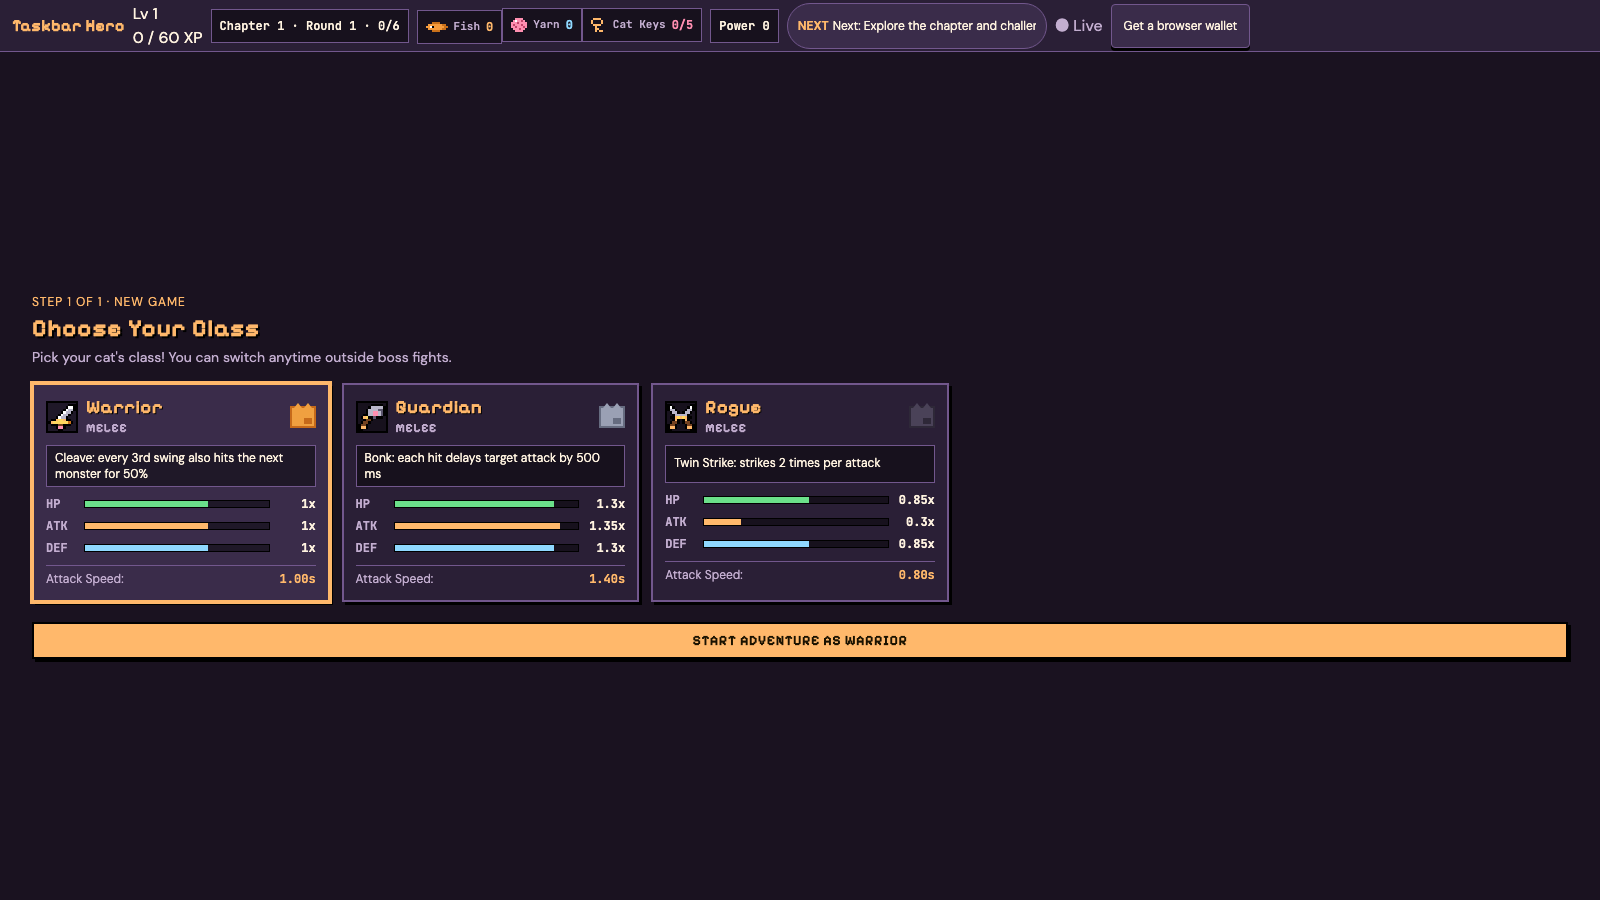 Taskbar Hero
Lv 1
0 / 60 XP
Chapter 1 · Round 1 · 0/6
Fish 0
Yarn 0
Cat Keys 0/5
Power 0
NEXT Next: Explore the chapter and challer
Live
Get a browser wallet
STEP 1 OF 1 · NEW GAME
Choose Your Class
Pick your cat's class! You can switch anytime outside boss fights.
Warrior
MELEE
Cleave: every 3rd swing also hits the next
monster for 50%
HP 1x
ATK 1x
DEF 1x
Attack Speed: 1.00s
Guardian
MELEE
Bonk: each hit delays target attack by 500
ms
HP 1.3x
ATK 1.35x
DEF 1.3x
Attack Speed: 1.40s
Rogue
MELEE
Twin Strike: strikes 2 times per attack
HP 0.85x
ATK 0.3x
DEF 0.85x
Attack Speed: 0.80s
START ADVENTURE AS WARRIOR